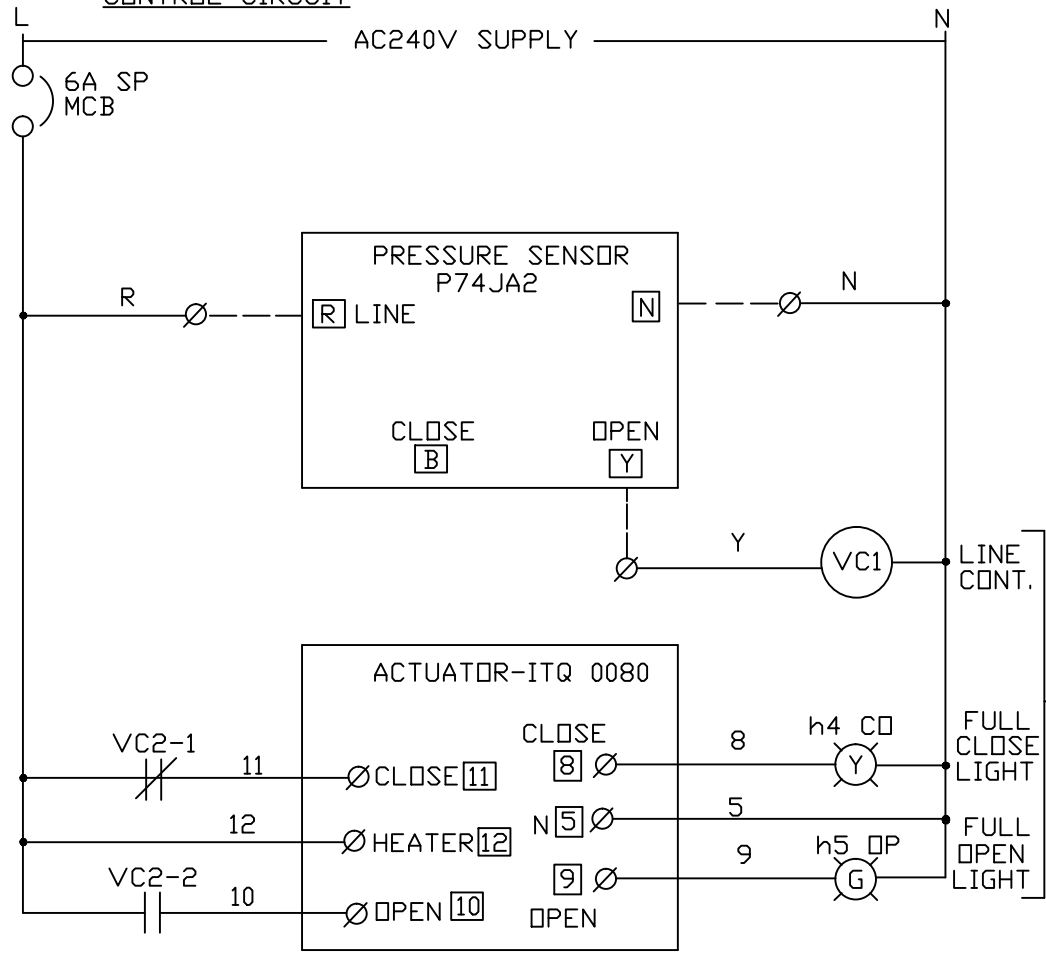 CONTROL CIRCUIT
L
N
AC240V SUPPLY
6A SP
MCB
PRESSURE SENSOR
P74JA2
R
R LINE
N
N
CLOSE
B
OPEN
Y
Y
VC1
LINE
CONT.
ACTUATOR-ITQ 0080
VC2-1
11
CLOSE 11
CLOSE
8
8
h4 CO
Y
FULL
CLOSE
LIGHT
12
HEATER 12
N 5
5
VC2-2
10
OPEN 10
9
OPEN
9
h5 OP
G
FULL
OPEN
LIGHT